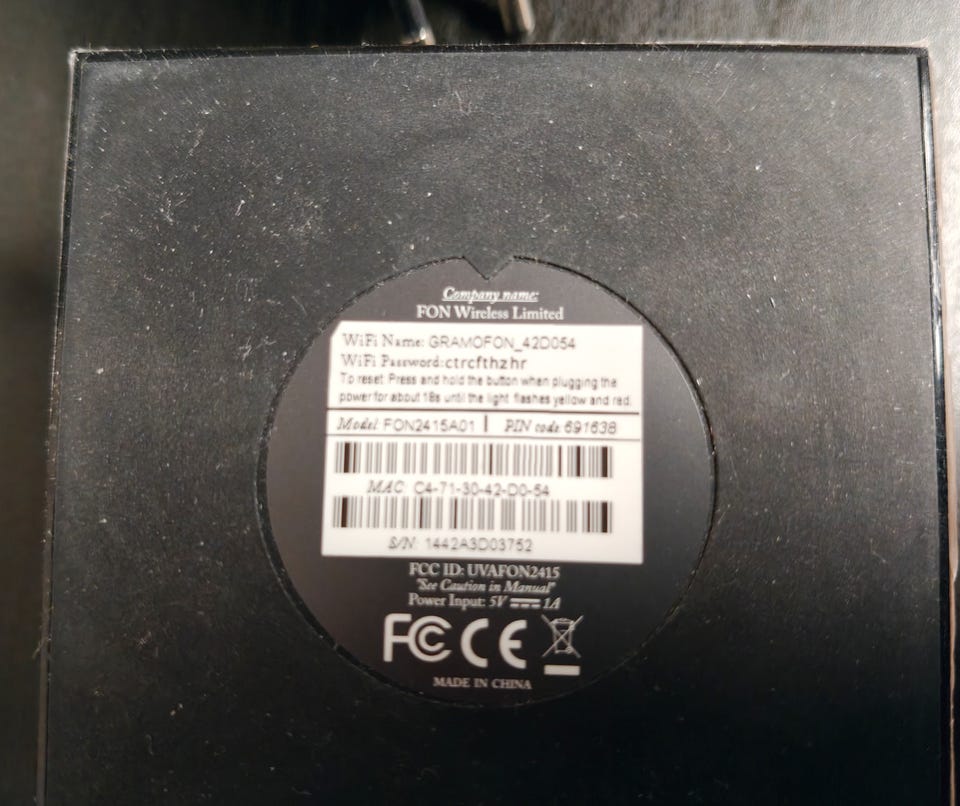 Company name:
FON Wireless Limited
WiFi Name: GRAMOFON_42D054
WiFi Password:ctrcfthzhr
To reset: Press and hold the button when plugging the
power for about 18s until the light flashes yellow and red.
Model: FON2415A01 | PIN code: 691638
MAC: C4-71-30-42-D0-54
S/N: 1442A3D03752
FCC ID: UVAFON2415
"See Caution in Manual"
Power Input: 5V ⎓ 1A
FC CE
MADE IN CHINA